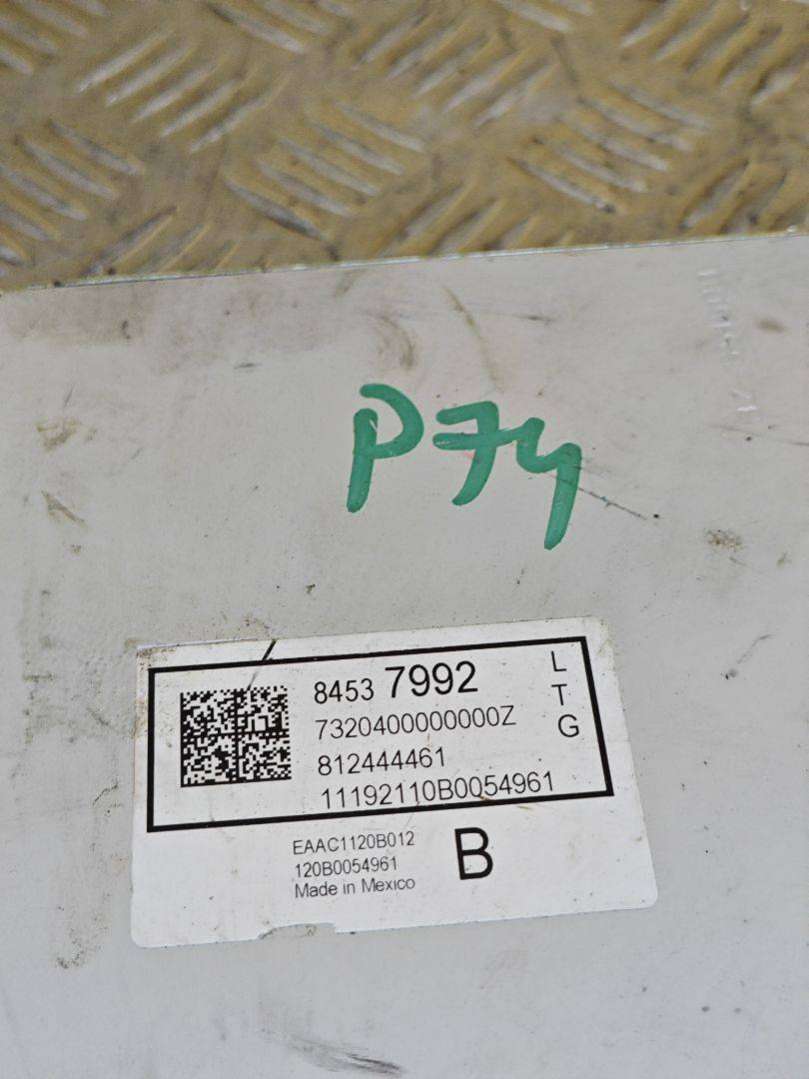 P74
8453 7992
7320400000000Z
812444461
11192110B0054961
L
T
G
EAAC1120B012
120B0054961
Made in Mexico
B